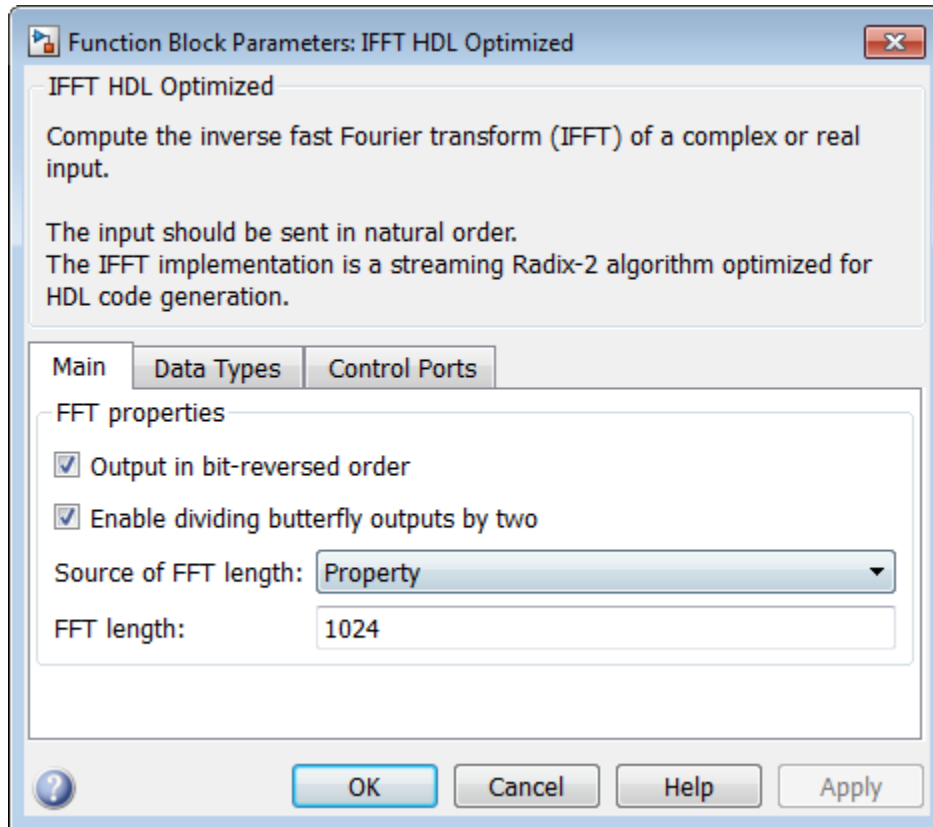 Function Block Parameters: IFFT HDL Optimized
IFFT HDL Optimized
Compute the inverse fast Fourier transform (IFFT) of a complex or real
input.
The input should be sent in natural order.
The IFFT implementation is a streaming Radix-2 algorithm optimized for
HDL code generation.
Main Data Types Control Ports
FFT properties
Output in bit-reversed order
Enable dividing butterfly outputs by two
Source of FFT length: Property
FFT length: 1024
? OK Cancel Help Apply